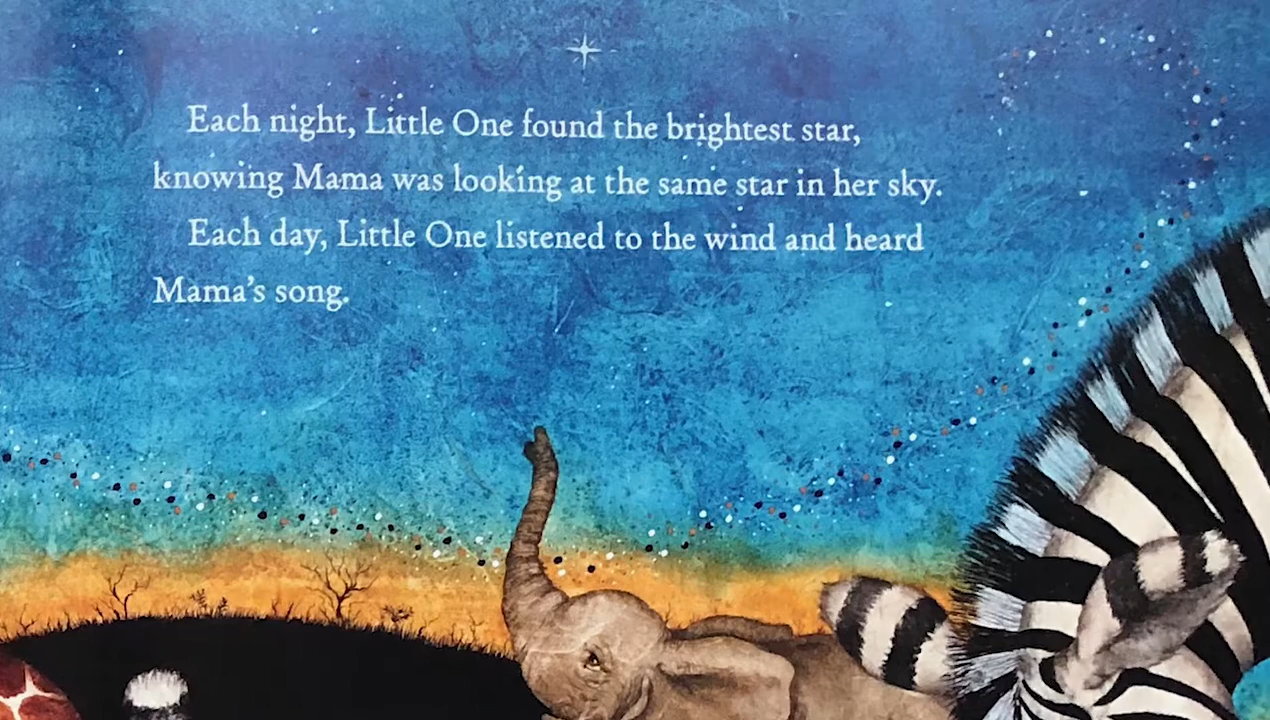 Each night, Little One found the brightest star,
knowing Mama was looking at the same star in her sky.
Each day, Little One listened to the wind and heard
Mama’s song.